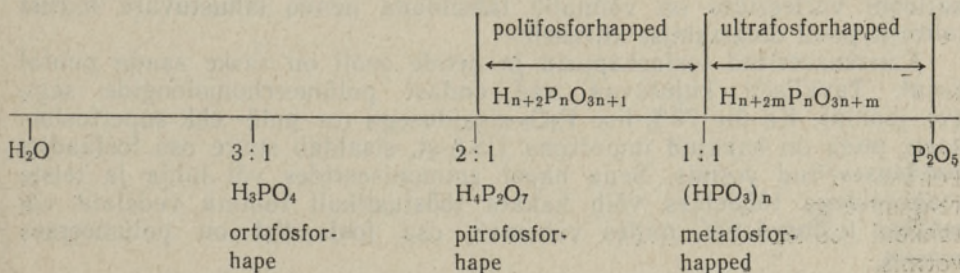 polüfosforhapped ultrafosforhapped
Hn+2PnO3n+1 Hn+2mPnO3n+m
H₂O 3 : 1 2 : 1 1 : 1 P₂O₅
H₃PO₄ H₄P₂O₇ (HPO₃)n
ortofosfor- pürofosfor- metafosfor-
hape hape happed